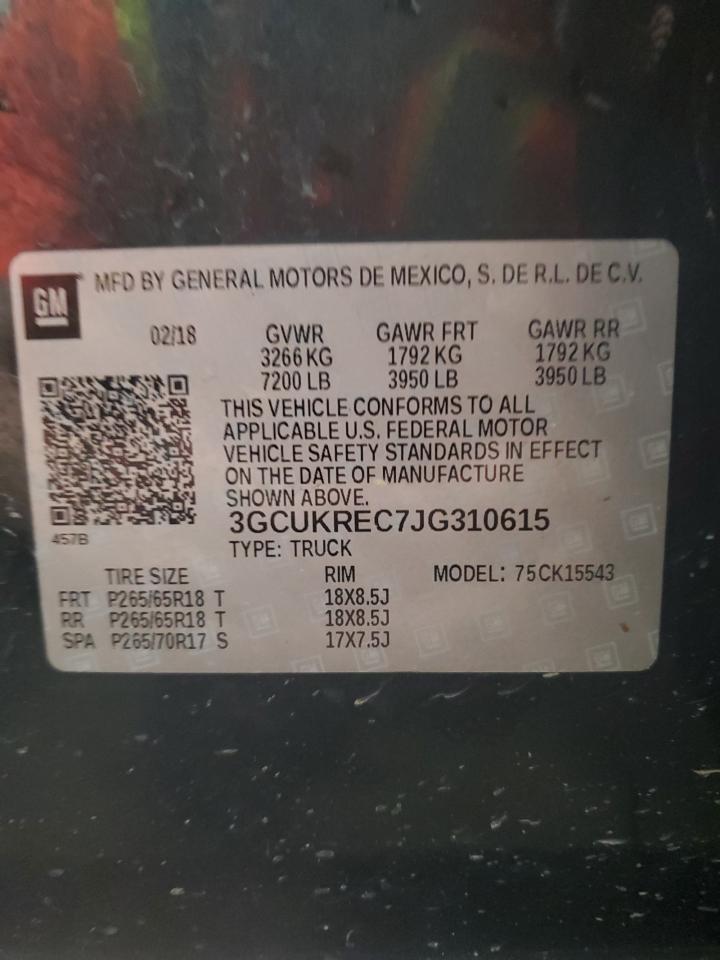 GM
MFD BY GENERAL MOTORS DE MEXICO, S. DE R.L. DE C.V.
02/18 GVWR GAWR FRT GAWR RR
3266 KG 1792 KG 1792 KG
7200 LB 3950 LB 3950 LB
THIS VEHICLE CONFORMS TO ALL
APPLICABLE U.S. FEDERAL MOTOR
VEHICLE SAFETY STANDARDS IN EFFECT
ON THE DATE OF MANUFACTURE
SHOWN ABOVE.
3GCUKREC7JG310615
457B
TYPE: TRUCK
TIRE SIZE RIM MODEL: 75CK15543
FRT P265/65R18 T 18X8.5J
RR P265/65R18 T 18X8.5J
SPA P265/70R17 S 17X7.5J